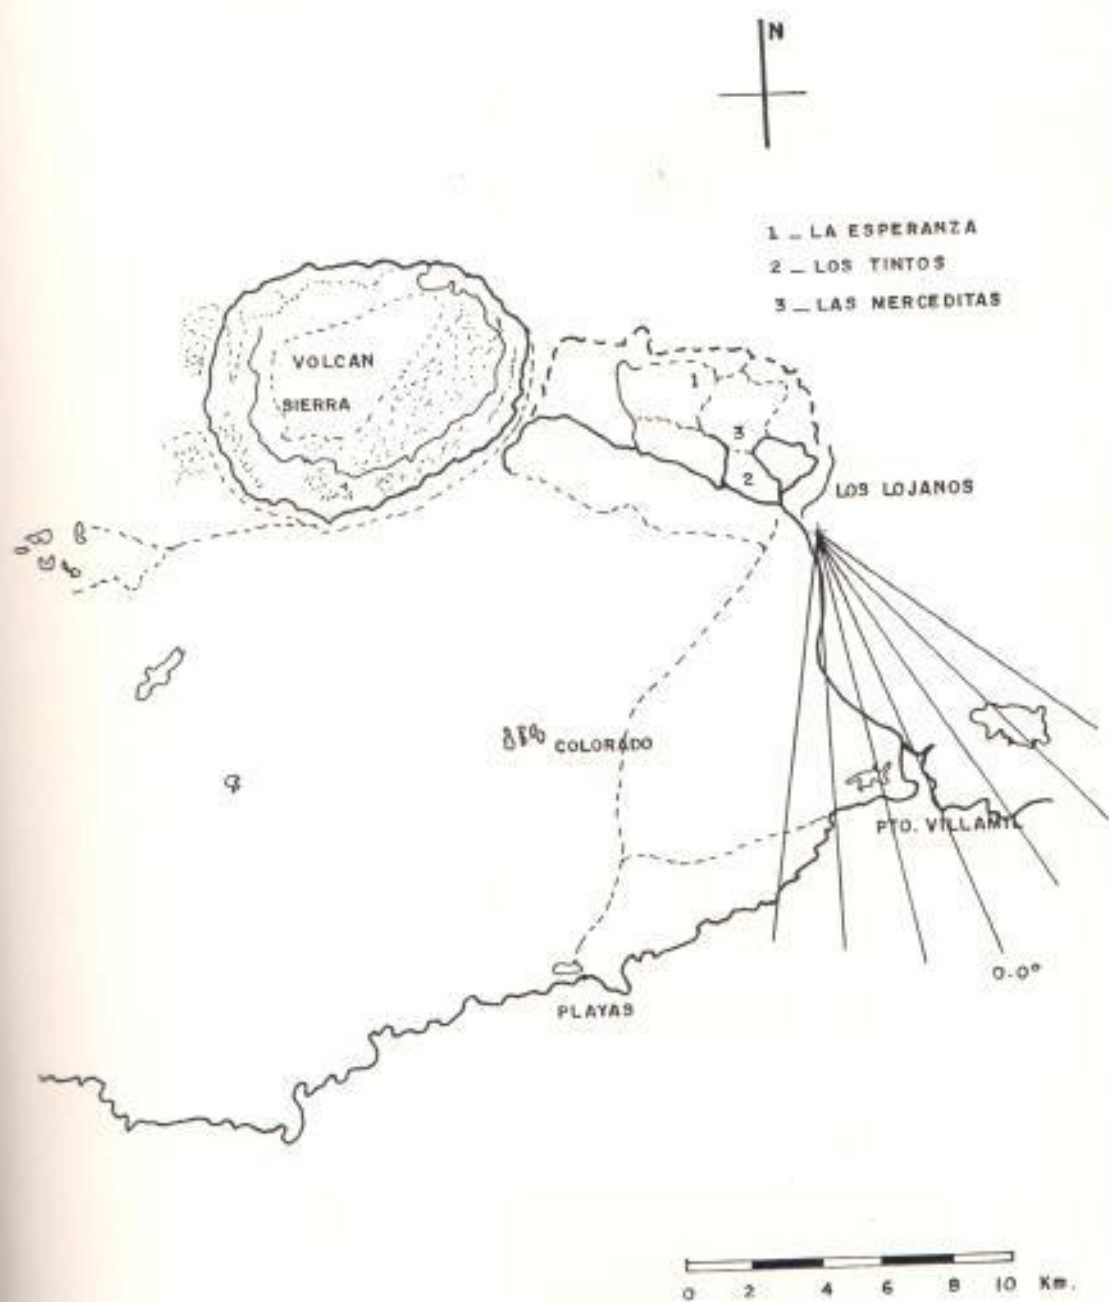 N
1 _ LA ESPERANZA
2 _ LOS TINTOS
3 _ LAS MERCEDITAS
VOLCAN
SIERRA
1
3
2
LOS LOJANOS
COLORADO
PTO. VILLAMIL
0.0°
PLAYAS
0 2 4 6 8 10 Km.